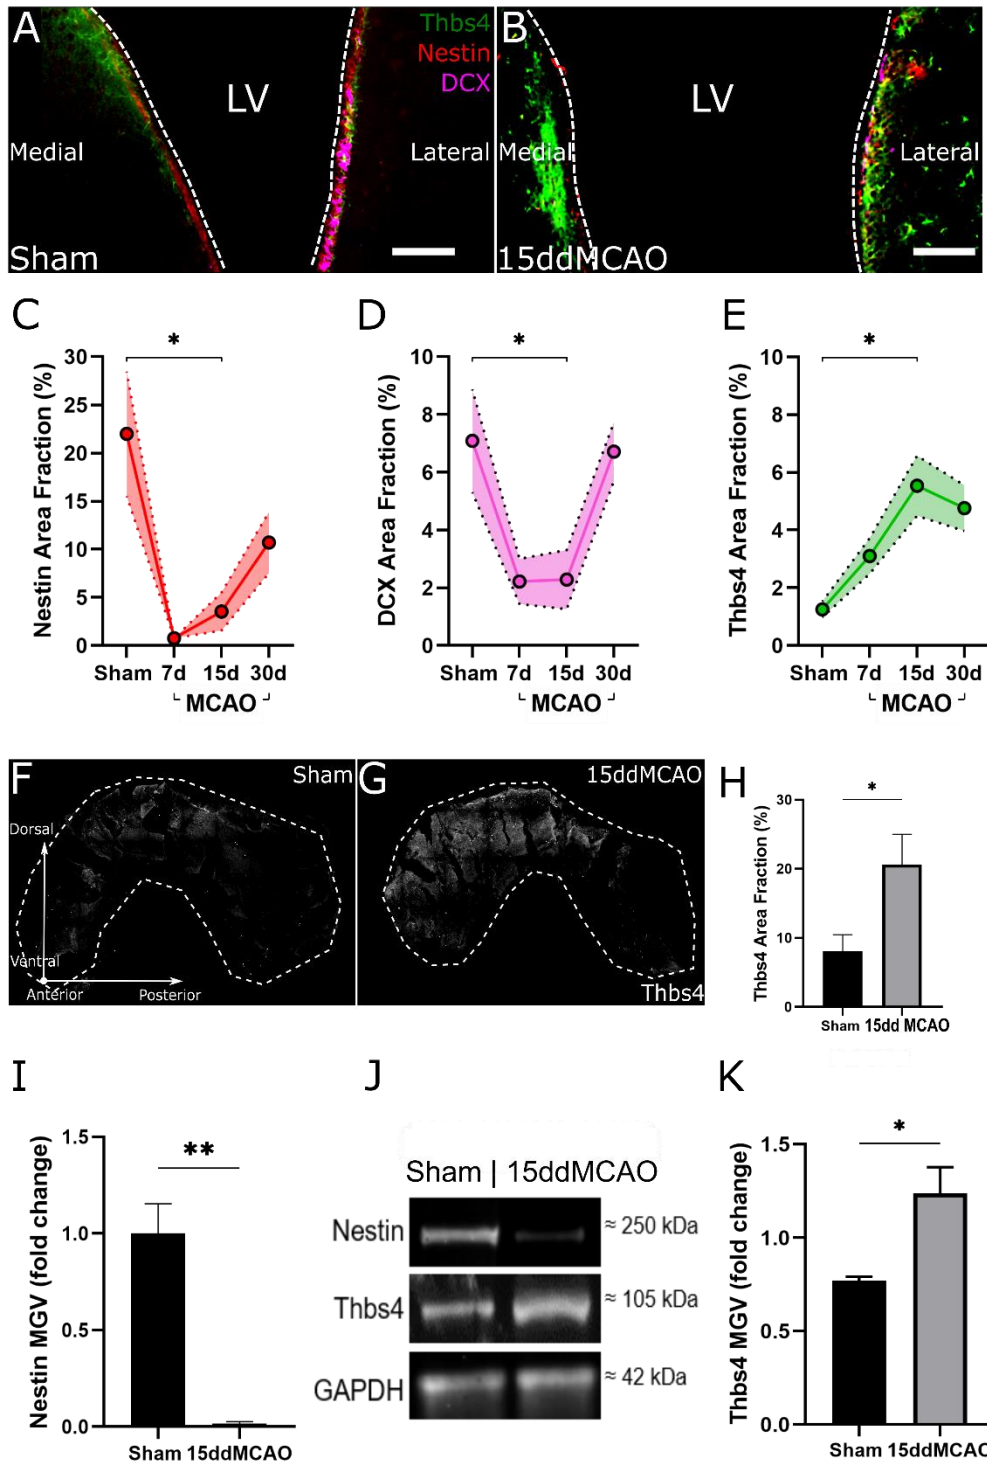 A
Thbs4
Nestin
DCX
LV
Medial
Lateral
Sham
B
LV
Medial
Lateral
15ddMCAO
C
*
Nestin Area Fraction (%)
30
25
20
15
10
5
0
Sham 7d 15d 30d
MCAO
D
*
DCX Area Fraction (%)
10
8
6
4
2
0
Sham 7d 15d 30d
MCAO
E
*
Thbs4 Area Fraction (%)
10
8
6
4
2
0
Sham 7d 15d 30d
MCAO
F
Sham
Dorsal
Ventral
Anterior
Posterior
G
15ddMCAO
Thbs4
H
*
Thbs4 Area Fraction (%)
30
20
10
0
Sham 15dd MCAO
I
**
Nestin MGV (fold change)
1.5
1.0
0.5
0.0
Sham 15ddMCAO
J
Sham | 15ddMCAO
Nestin
≈ 250 kDa
Thbs4
≈ 105 kDa
GAPDH
≈ 42 kDa
K
*
Thbs4 MGV (fold change)
1.5
1.0
0.5
0.0
Sham 15ddMCAO